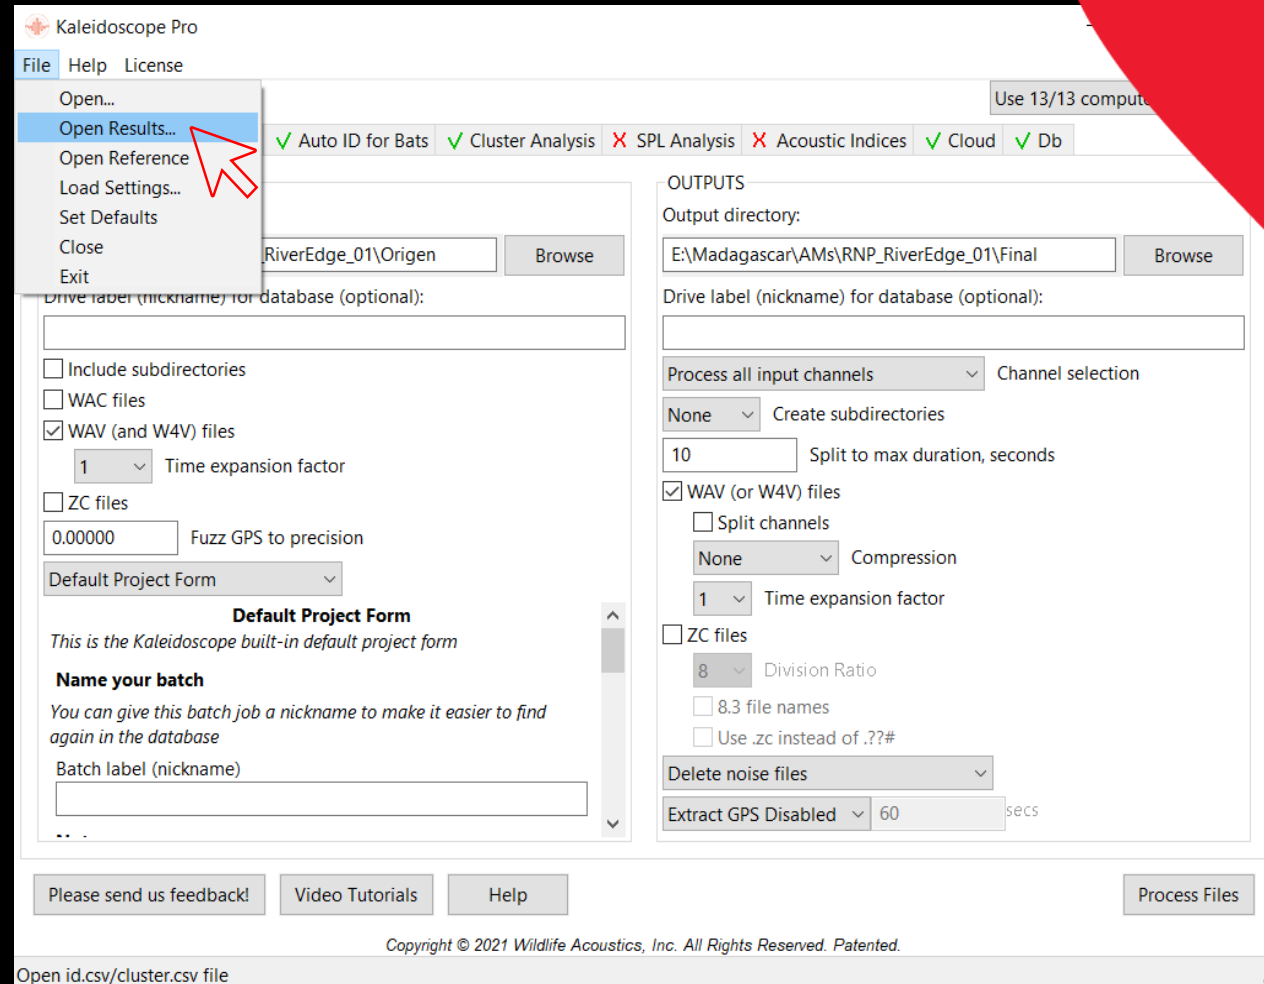 Kaleidoscope Pro
File Help License
Open...
Open Results...
Open Reference
Load Settings...
Set Defaults
Close
Exit
Use 13/13
Auto ID for Bats Cluster Analysis SPL Analysis Acoustic Indices Cloud Db
OUTPUTS
Output directory:
_RiverEdge_01\Origen Browse
E:\Madagascar\AMs\RNP_RiverEdge_01\Final Browse
Drive label (nickname) for database (optional):
Drive label (nickname) for database (optional):
Include subdirectories
WAC files
WAV (and W4V) files
1 Time expansion factor
ZC files
0.00000 Fuzz GPS to precision
Default Project Form
Default Project Form
This is the Kaleidoscope built-in default project form
Name your batch
You can give this batch job a nickname to make it easier to find
again in the database
Batch label (nickname)
Process all input channels Channel selection
None Create subdirectories
10 Split to max duration, seconds
WAV (or W4V) files
Split channels
None Compression
1 Time expansion factor
ZC files
8 Division Ratio
8.3 file names
Use .zc instead of .??#
Delete noise files
Extract GPS Disabled 60 secs
Please send us feedback! Video Tutorials Help Process Files
Copyright © 2021 Wildlife Acoustics, Inc. All Rights Reserved. Patented.
Open id.csv/cluster.csv file